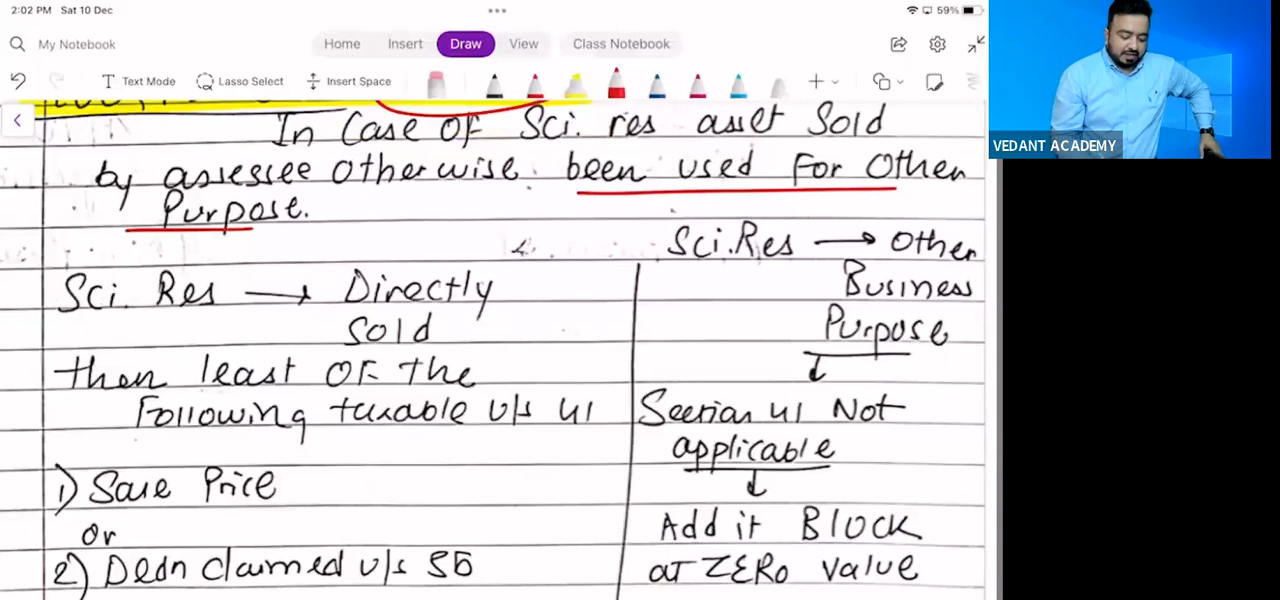 2:02 PM Sat 10 Dec
59%
My Notebook
Home Insert Draw View Class Notebook
Text Mode Lasso Select Insert Space
VEDANT ACADEMY
In Case OF Sci. res asset Sold
by assessee otherwise been used For Other
Purpose.
Sci. Res → Directly
Sold
then least OF the
Following taxable u/s 41
1) Sale Price
Or
2) Dedn claimed u/s 35
Sci.Res → Other
Business
Purpose
↓
Section 41 Not
applicable
↓
Add it Block
at ZERO value